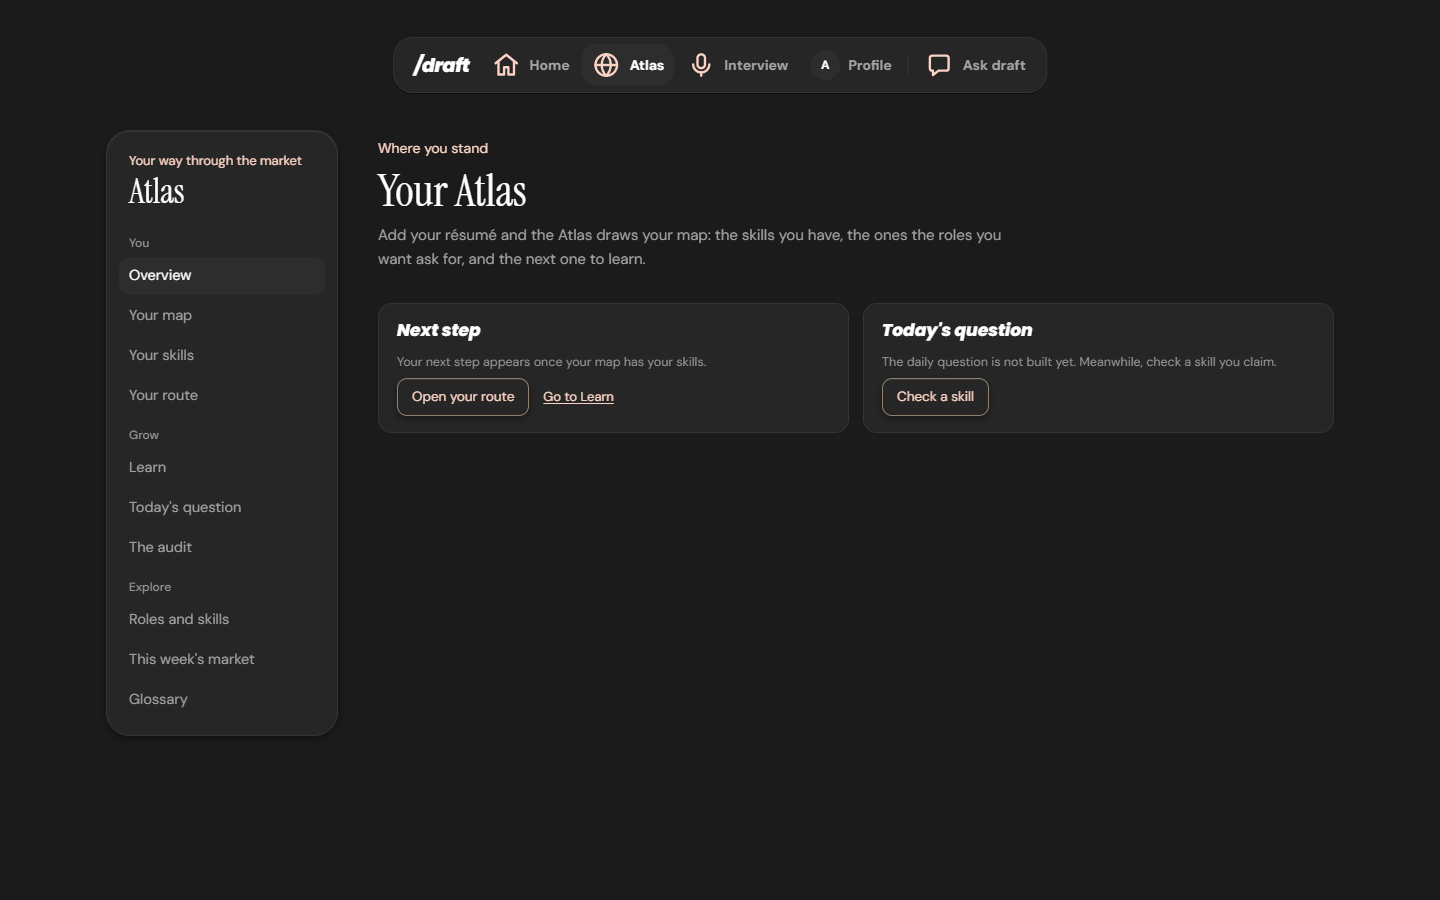 /draft Home Atlas Interview A Profile Ask draft
Your way through the market
Atlas
You
Overview
Your map
Your skills
Your route
Grow
Learn
Today's question
The audit
Explore
Roles and skills
This week's market
Glossary
Where you stand
Your Atlas
Add your résumé and the Atlas draws your map: the skills you have, the ones the roles you
want ask for, and the next one to learn.
Next step
Your next step appears once your map has your skills.
Open your route Go to Learn
Today's question
The daily question is not built yet. Meanwhile, check a skill you claim.
Check a skill